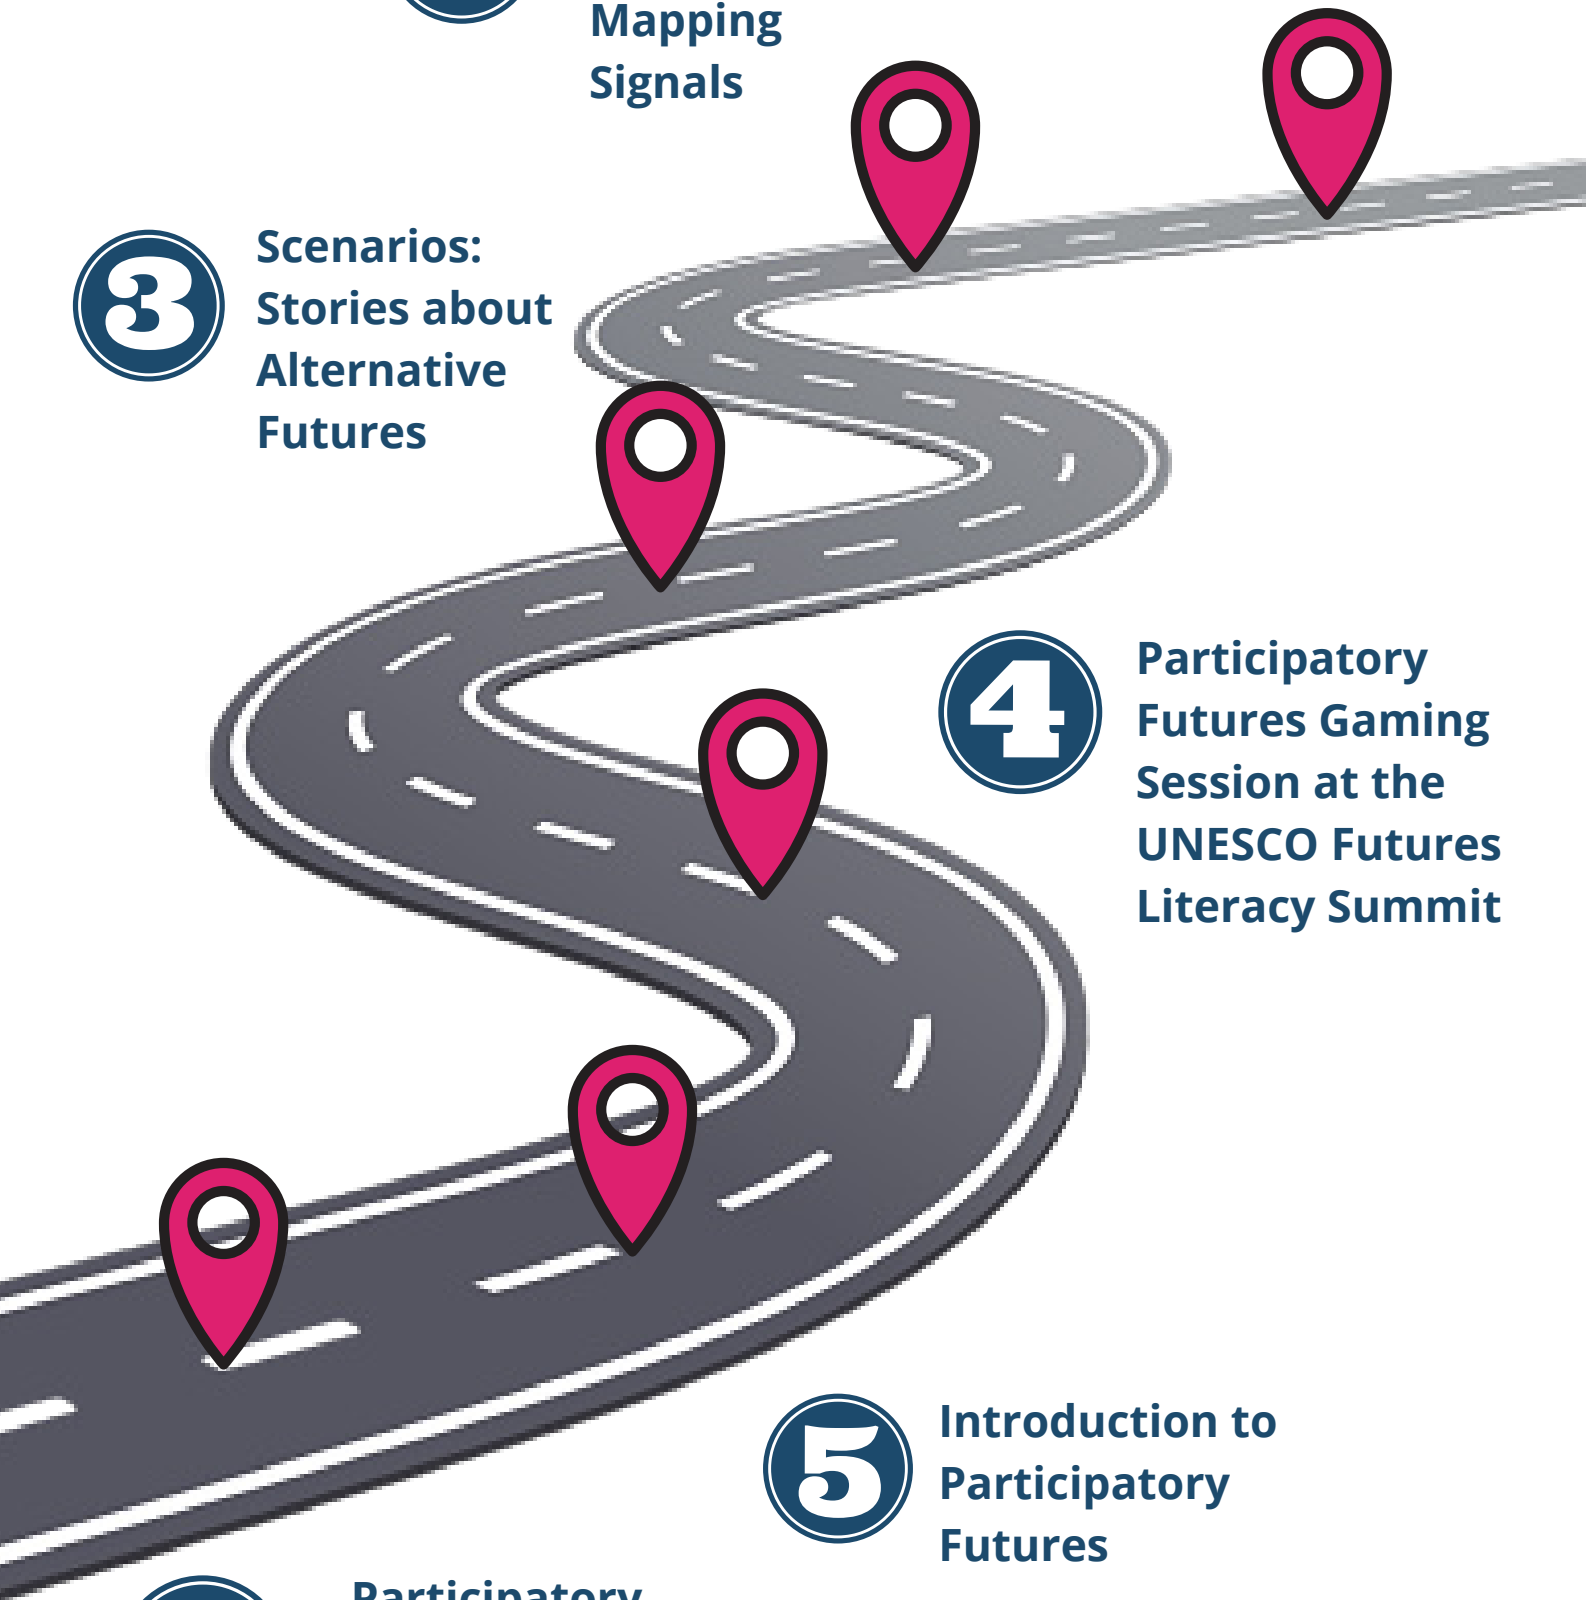 Mapping
Signals
3
Scenarios:
Stories about
Alternative
Futures
4
Participatory
Futures Gaming
Session at the
UNESCO Futures
Literacy Summit
5
Introduction to
Participatory
Futures
Participatory